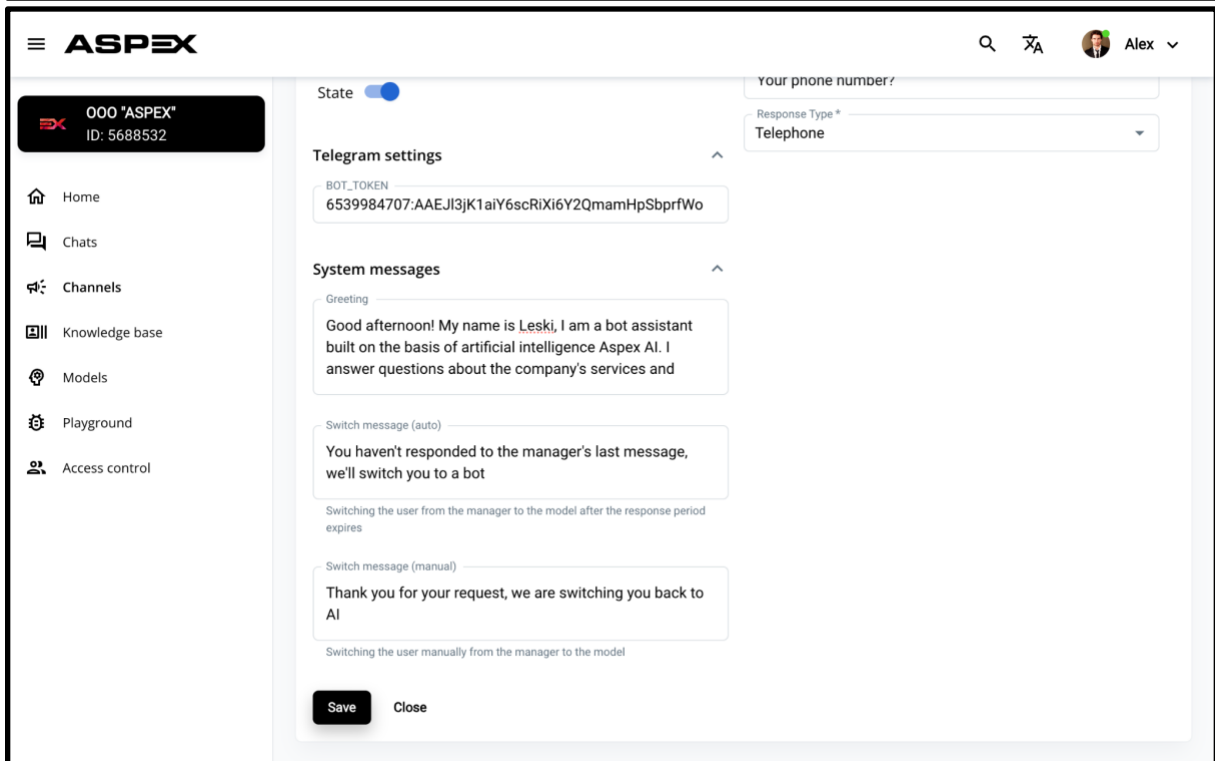 ASPEX
Alex
OOO "ASPEX"
ID: 5688532
Home
Chats
Channels
Knowledge base
Models
Playground
Access control
State
Telegram settings
BOT_TOKEN
System messages
Greeting
Good afternoon! My name is Leski, I am a bot assistant
built on the basis of artificial intelligence Aspex AI. I
answer questions about the company's services and
Switch message (auto)
You haven't responded to the manager's last message,
we'll switch you to a bot
Switching the user from the manager to the model after the response period
expires
Switch message (manual)
Thank you for your request, we are switching you back to
AI
Switching the user manually from the manager to the model
Save
Close
Your phone number?
Response Type *
Telephone